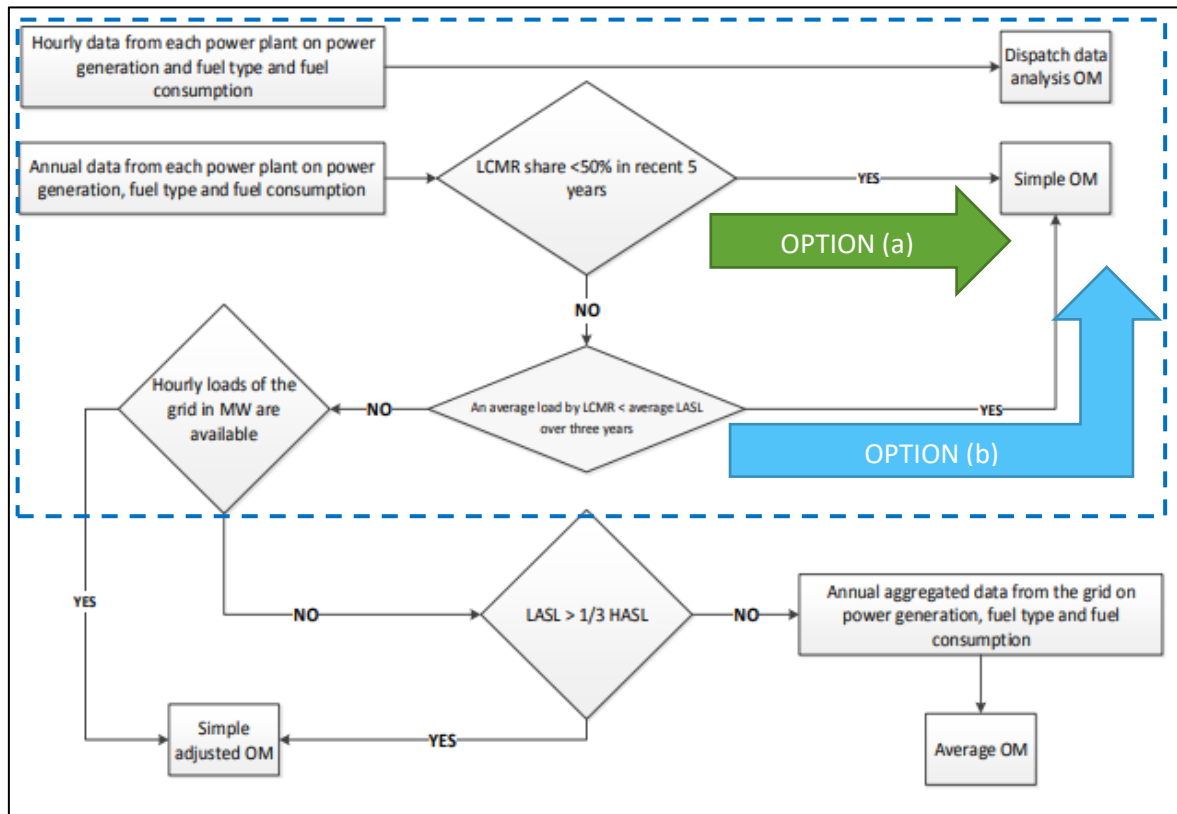 Hourly data from each power plant on power
generation and fuel type and fuel
consumption
Dispatch data
analysis OM
Annual data from each power plant on power
generation, fuel type and fuel consumption
LCMR share <50% in recent 5
years
YES
Simple OM
OPTION (a)
NO
Hourly loads of the
grid in MW are
available
NO
An average load by LCMR < average LASL
over three years
YES
OPTION (b)
YES
NO
LASL > 1/3 HASL
NO
Annual aggregated data from the grid on
power generation, fuel type and fuel
consumption
Simple
adjusted OM
YES
Average OM